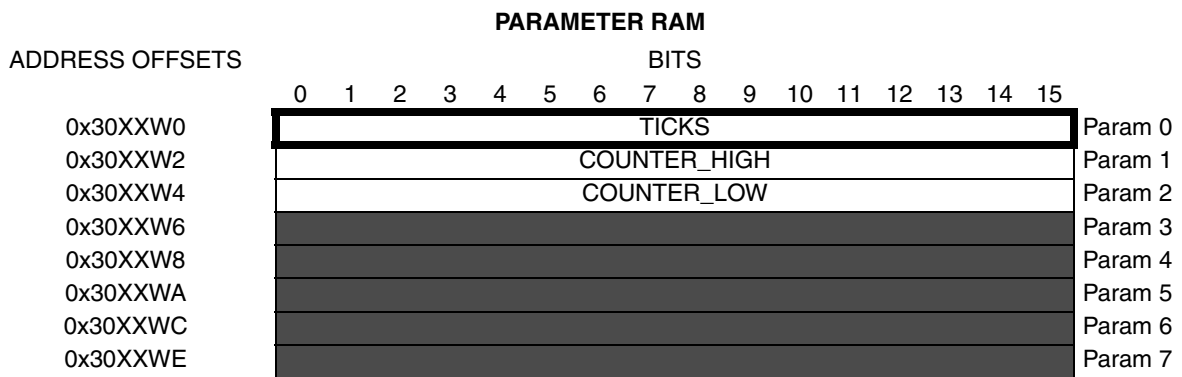 PARAMETER RAM
ADDRESS OFFSETS BITS
0 1 2 3 4 5 6 7 8 9 10 11 12 13 14 15
0x30XXW0 TICKS Param 0
0x30XXW2 COUNTER_HIGH Param 1
0x30XXW4 COUNTER_LOW Param 2
0x30XXW6 Param 3
0x30XXW8 Param 4
0x30XXWA Param 5
0x30XXWC Param 6
0x30XXWE Param 7